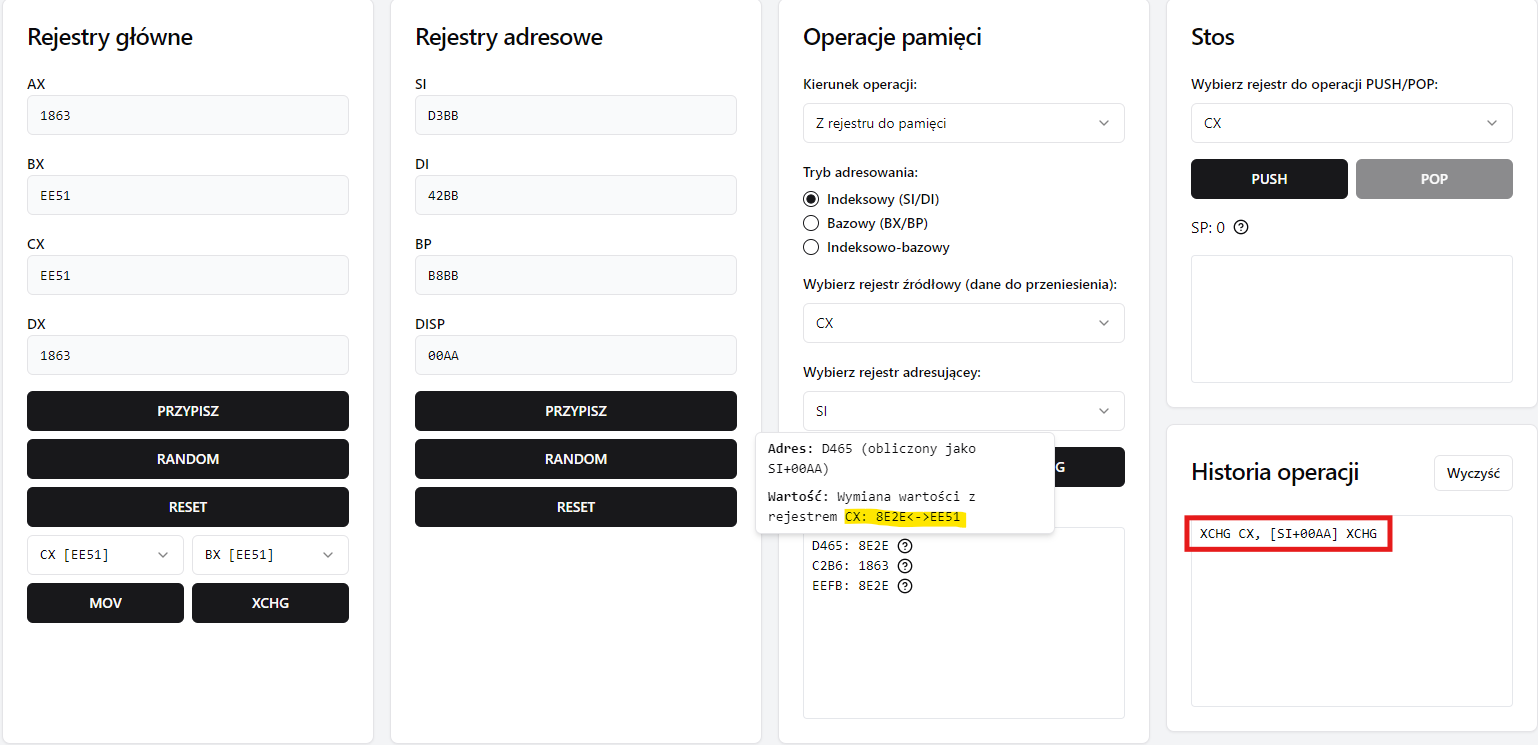 Rejestry główne
AX
1863
BX
EE51
CX
EE51
DX
1863
PRZYPISZ
RANDOM
RESET
CX [EE51]
BX [EE51]
MOV
XCHG
Rejestry adresowe
SI
D3BB
DI
42BB
BP
B8BB
DISP
00AA
PRZYPISZ
RANDOM
RESET
Operacje pamięci
Kierunek operacji:
Z rejestru do pamięci
Tryb adresowania:
Indeksowy (SI/DI)
Bazowy (BX/BP)
Indeksowo-bazowy
Wybierz rejestr źródłowy (dane do przeniesienia):
CX
Wybierz rejestr adresującey:
SI
Adres: D465 (obliczony jako
SI+00AA)
Wartość: Wymiana wartości z
rejestrem CX: 8E2E<->EE51
G
D465: 8E2E
C2B6: 1863
EEFB: 8E2E
Stos
Wybierz rejestr do operacji PUSH/POP:
CX
PUSH
POP
SP: 0
Historia operacji
Wyczyść
XCHG CX, [SI+00AA] XCHG